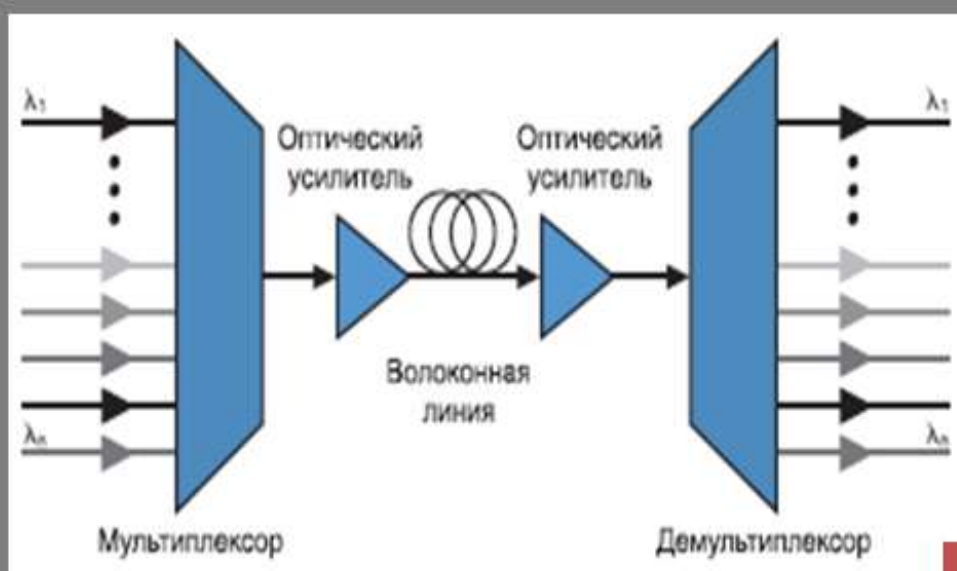 λ₁
λ₁
Оптический
усилитель
Оптический
усилитель
Волоконная
линия
λₙ
λₙ
Мультиплексор
Демультиплексор